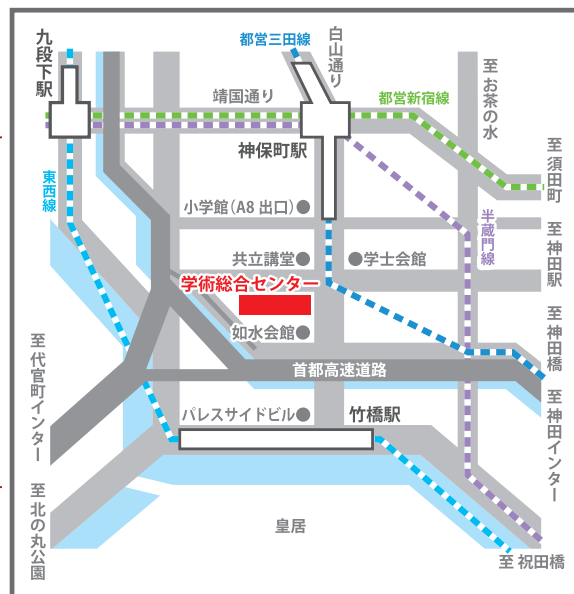 九段下駅
都営三田線
白山通り
至 お茶の水
靖国通り
都営新宿線
神保町駅
至 須田町
東西線
小学館（A8 出口）
半蔵門線
至 神田駅
共立講堂
学士会館
学術総合センター
如水会館
至 神田橋
至 代官町インター
首都高速道路
至 神田インター
パレスサイドビル
竹橋駅
至 北の丸公園
皇居
至 祝田橋